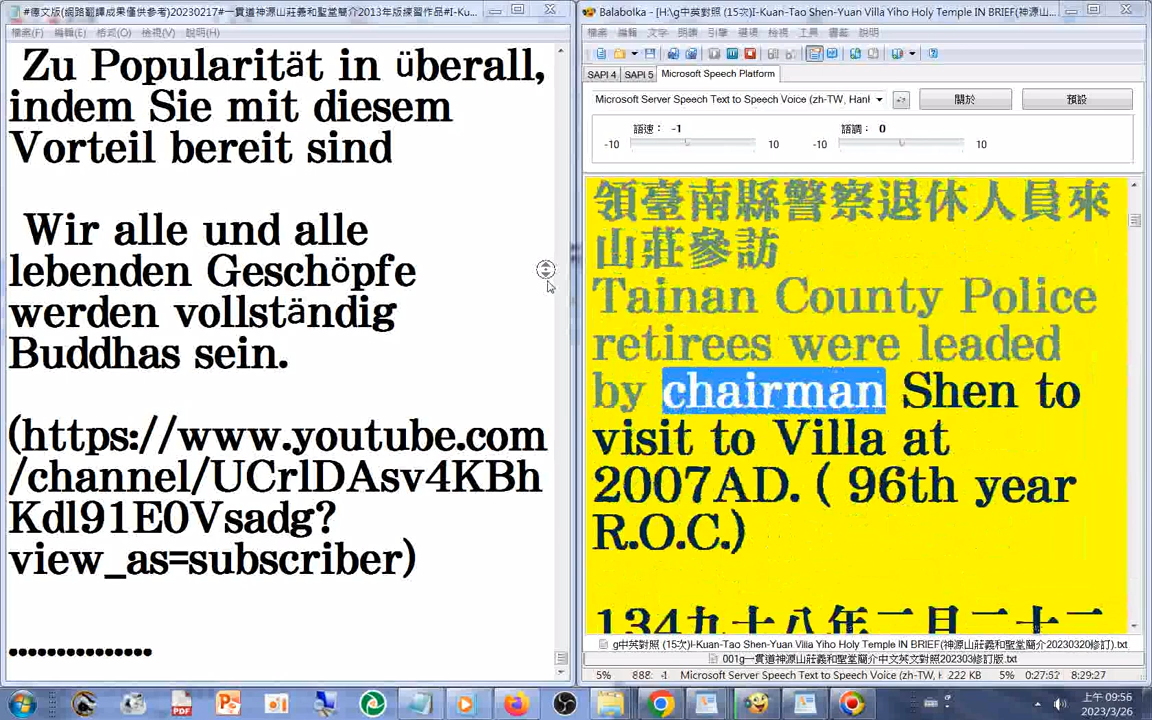 #德文版(網路翻譯成果僅供參考)20230217#一貫道神源山莊義和聖堂簡介2013年版練習作品#I-Ku...
檔案(F) 編輯(E) 格式(O) 檢視(V) 說明(H)
Zu Popularität in überall,
indem Sie mit diesem
Vorteil bereit sind
Wir alle und alle
lebenden Geschöpfe
werden vollständig
Buddhas sein.
(https://www.youtube.com
/channel/UCrlDAsv4KBh
Kdl91E0Vsadg?
view_as=subscriber)
...............
Balabolka - [H:\g中英對照 (15次)I-Kuan-Tao Shen-Yuan Villa Yiho Holy Temple IN BRIEF(神源山莊...
檔案 編輯 文字 朗讀 引擎 選項 檢視 工具 書籤 說明
SAPI 4 SAPI 5 Microsoft Speech Platform
Microsoft Server Speech Text to Speech Voice (zh-TW, Hanl 關於 預設
語速: -1 語調: 0
-10 10 -10 10
領臺南縣警察退休人員來
山莊參訪
Tainan County Police
retirees were leaded
by chairman Shen to
visit to Villa at
2007AD. ( 96th year
R.O.C.)
134九十八年二月二十二
g中英對照 (15次)I-Kuan-Tao Shen-Yuan Villa Yiho Holy Temple IN BRIEF(神源山莊義和聖堂簡介20230320修訂).txt
001g一貫道神源山莊義和聖堂簡介中文英文對照202303修訂版.txt
5% 888: -1 Microsoft Server Speech Text to Speech Voice (zh-T... 222 KB 5% 0:27:52 8:29:27
上午 09:56
2023/3/26